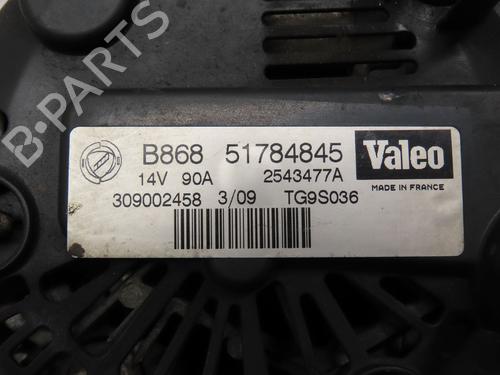 B-PARTS
B868 51784845 Valeo
14V 90A 2543477A MADE IN FRANCE
309002458 3/09 TG9S036